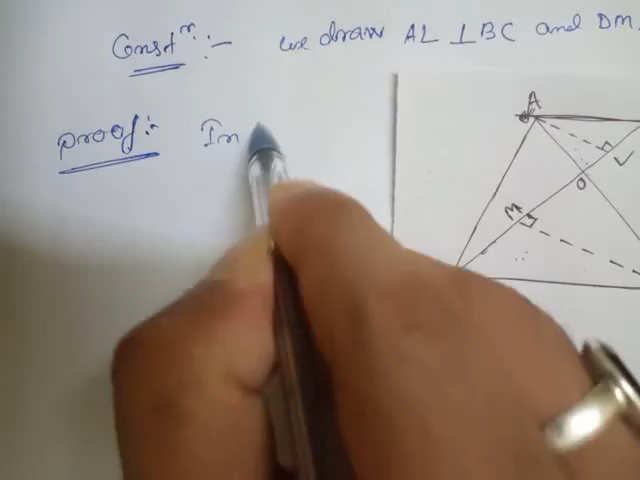 Constⁿ:- we draw AL ⊥ BC and DM
Proof:- In
A
L
O
M